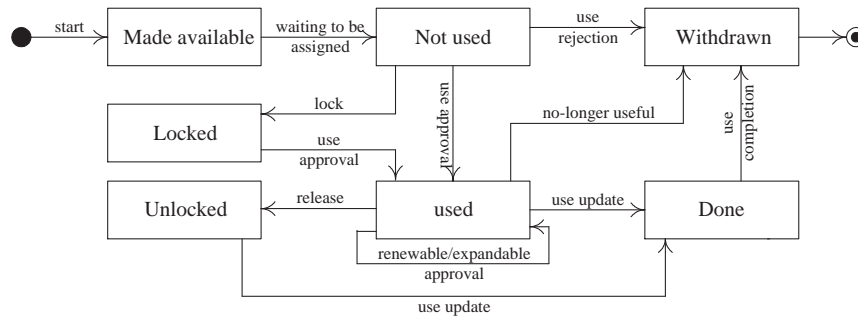 start
Made available
waiting to be
assigned
Not used
use
rejection
Withdrawn
lock
use approval
no-longer useful
use
completion
Locked
use
approval
Unlocked
release
used
use update
Done
renewable/expandable
approval
use update